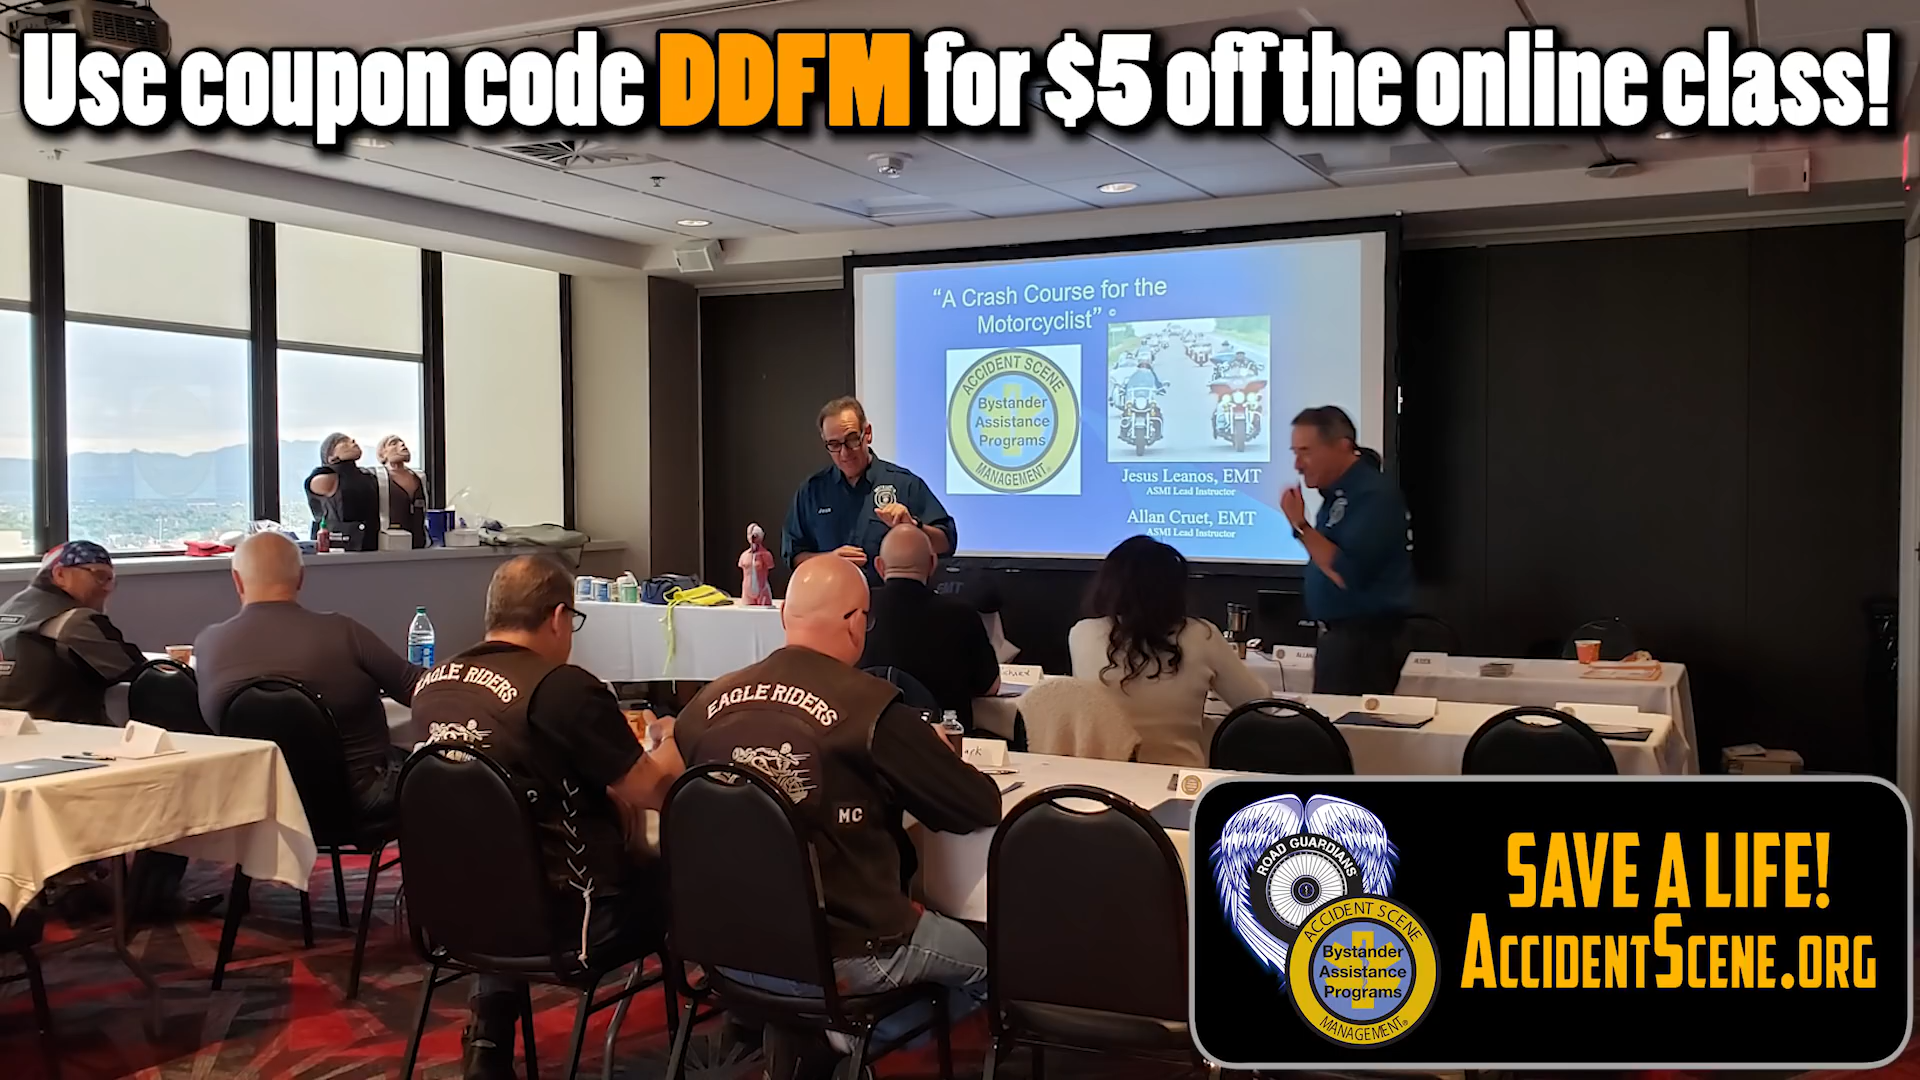 Use coupon code DDFM for $5 off the online class!
“A Crash Course for the
Motorcyclist” ©
ACCIDENT SCENE
Bystander
Assistance
Programs
MANAGEMENT®
Jesus Leanos, EMT
ASMI Lead Instructor
Allan Cruet, EMT
ASMI Lead Instructor
EMT
EAGLE RIDERS
EAGLE RIDERS
MC
ROAD GUARDIANS
ACCIDENT SCENE
Bystander
Assistance
Programs
MANAGEMENT®
SAVE A LIFE!
ACCIDENTSCENE.ORG